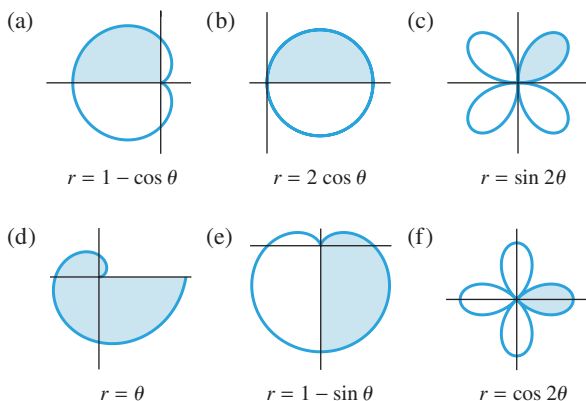 (a) (b) (c)
r = 1 − cos θ r = 2 cos θ r = sin 2θ
(d) (e) (f)
r = θ r = 1 − sin θ r = cos 2θ